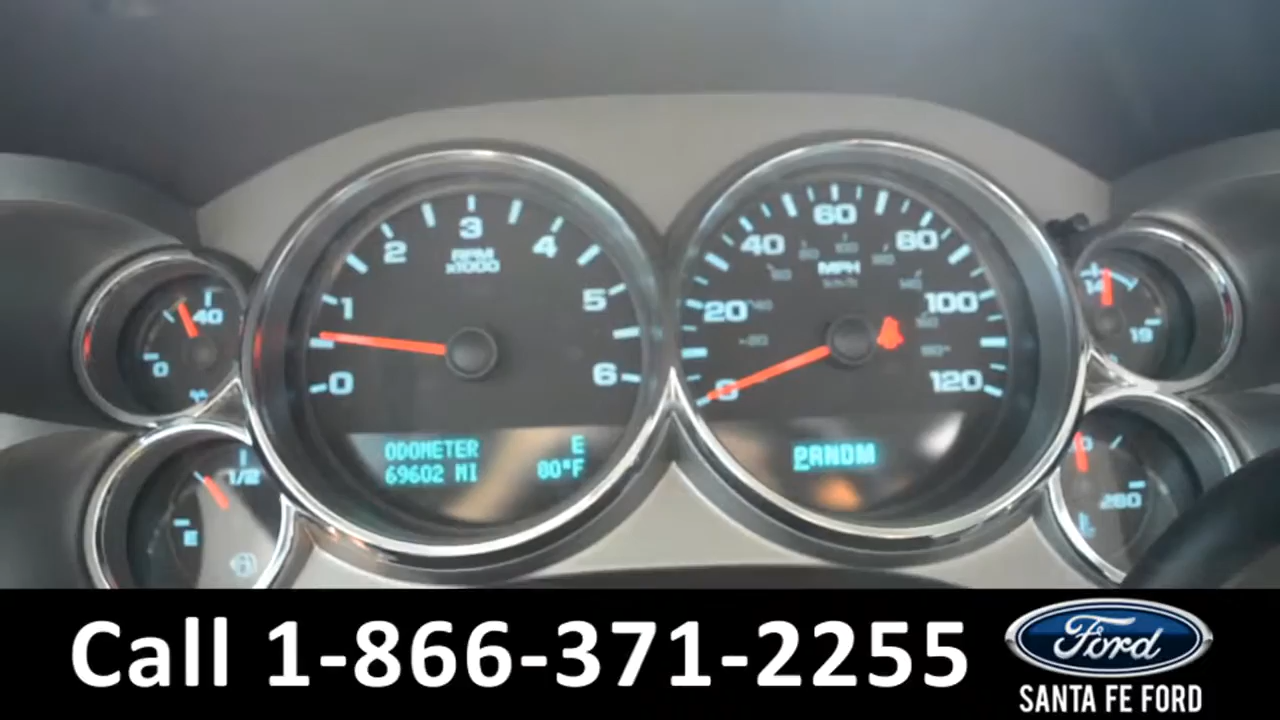 3
2
4
RPM
x1000
1
5
0
6
60
40
80
MPH
km/h
20
100
0
120
40
0
14
19
1/2
E
260
ODOMETER E
69602 MI 80°F
PRNDM
Call 1-866-371-2255
Ford
SANTA FE FORD